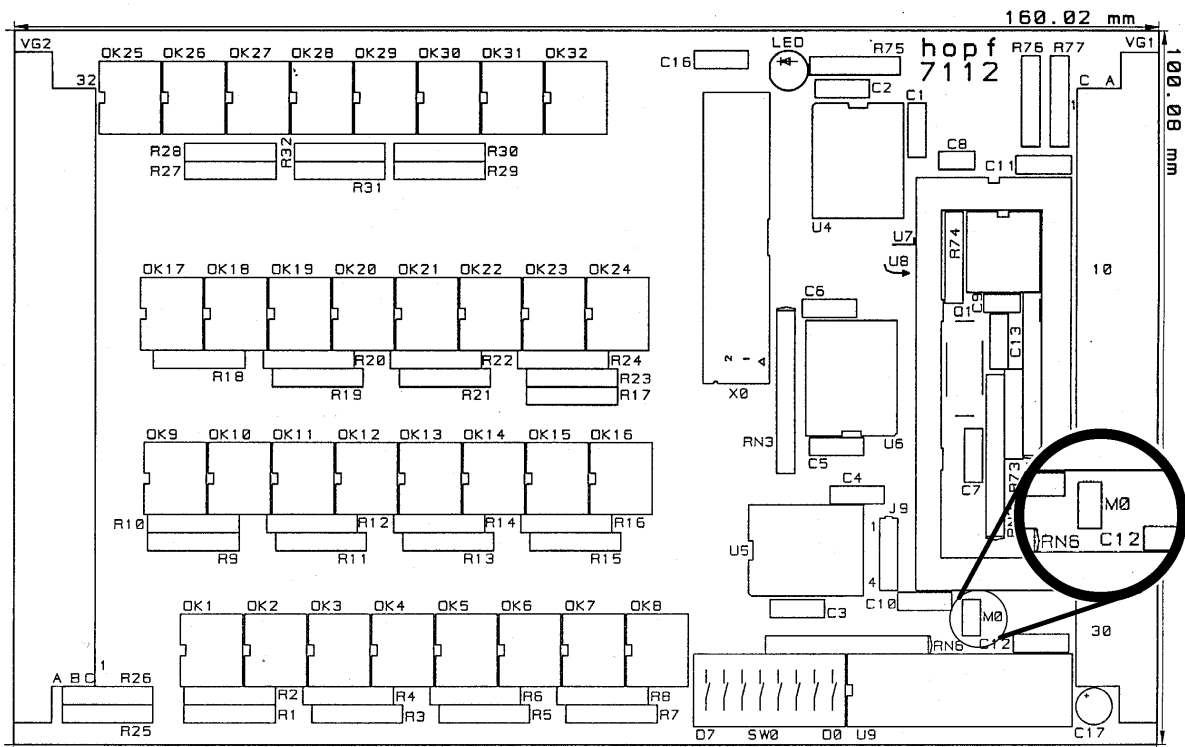 160.02 mm
VG2 OK25 OK26 OK27 OK28 OK29 OK30 OK31 OK32 LED R75 hopf R76 R77 VG1
7112
100.08 mm
C16 C2 C1 C A
32 1
R28 R32 R30 C8
R27 R31 R29 C11
U4
U7 R74
U8
OK17 OK18 OK19 OK20 OK21 OK22 OK23 OK24 10
C6 C9
Q1
C13
R18 R20 R22 R24
R19 R21 R23
R17
2 1
X0
OK9 OK10 OK11 OK12 OK13 OK14 OK15 OK16
RN3 U6
C5
C7 R73
C4
R10 R12 R14 R16 J9
R9 R11 R13 R15 1
U5
4
M0
RN6 C12
OK1 OK2 OK3 OK4 OK5 OK6 OK7 OK8
C3 C10
M0
RN6 C12 30
A B C 1
R26 R2 R4 R6 R8
R25 R1 R3 R5 R7
D7 SW0 D0 U9 C17